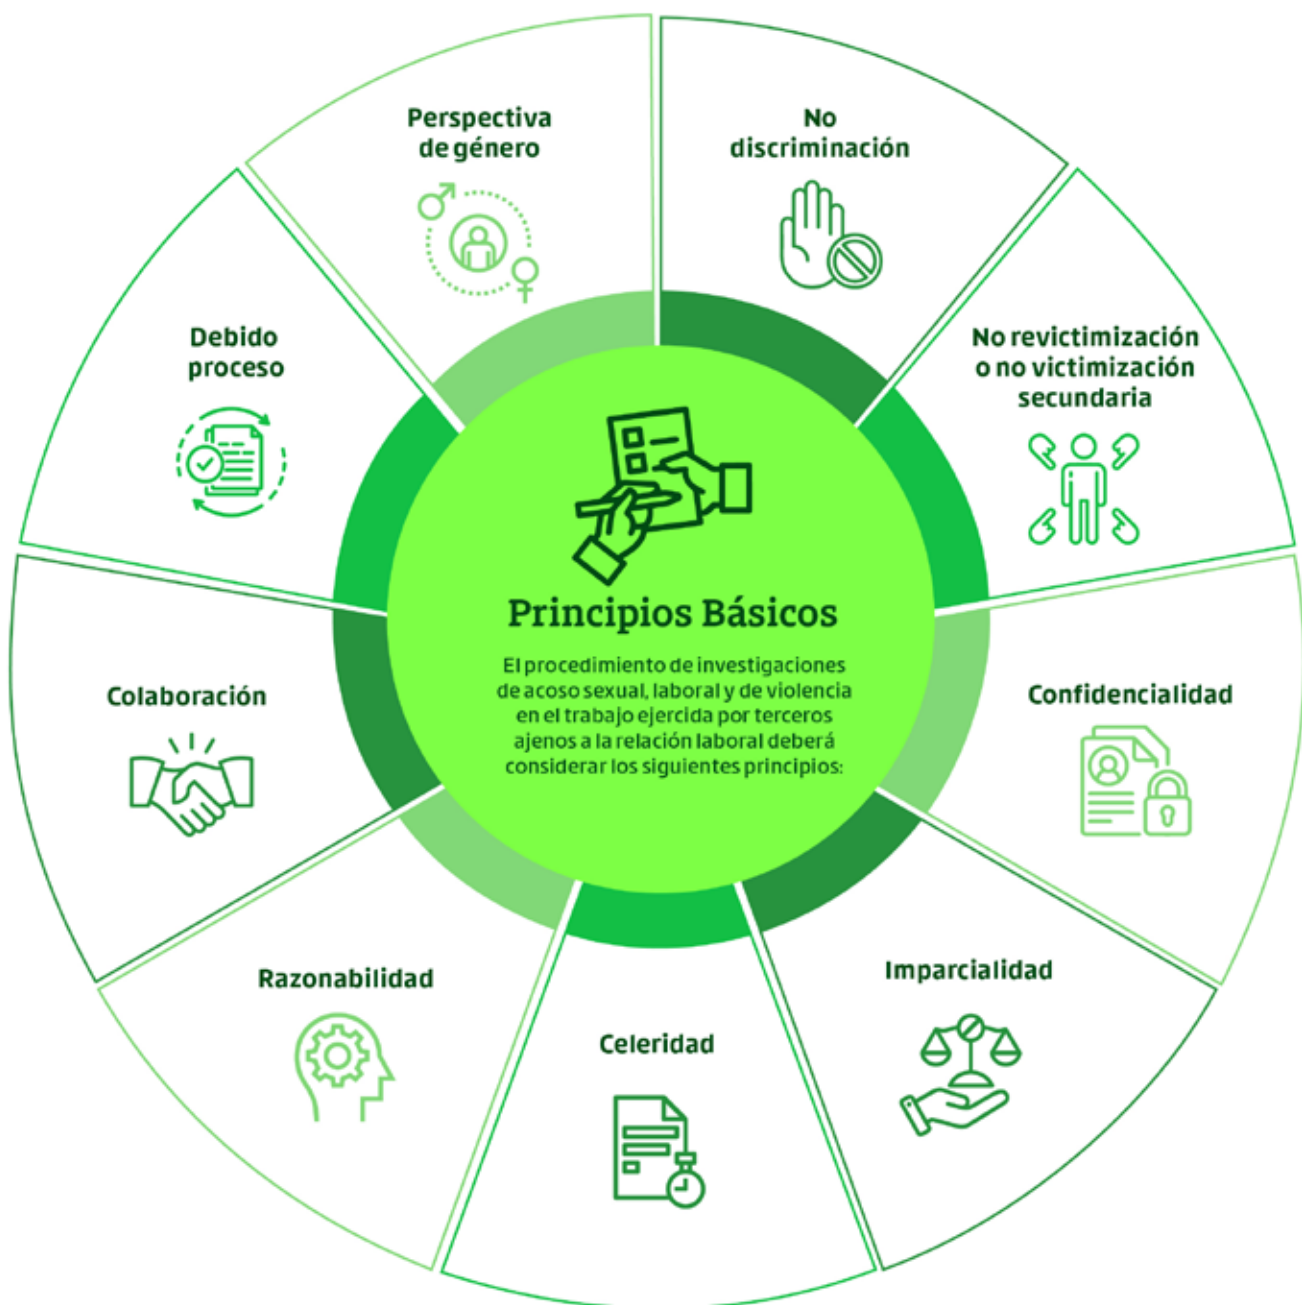 Perspectiva
de género
No
discriminación
No revictimización
o no victimización
secundaria
Confidencialidad
Imparcialidad
Celeridad
Razonabilidad
Colaboración
Debido
proceso
Principios Básicos
El procedimiento de investigaciones
de acoso sexual, laboral y de violencia
en el trabajo ejercida por terceros
ajenos a la relación laboral deberá
considerar los siguientes principios: